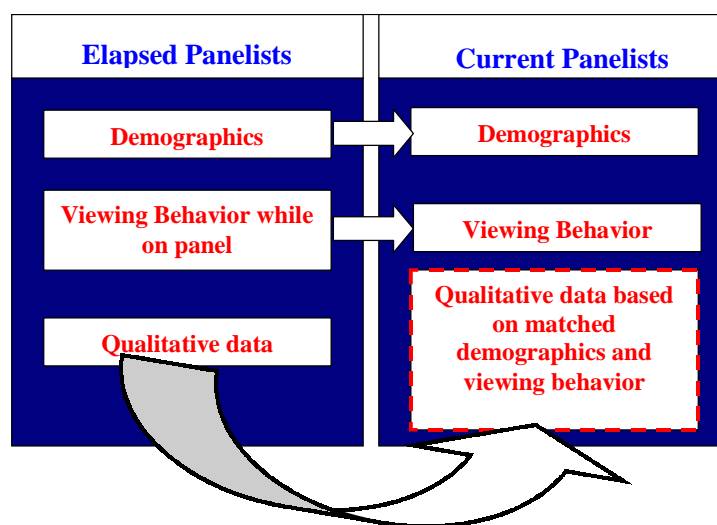 Elapsed Panelists
Current Panelists
Demographics
Demographics
Viewing Behavior while
on panel
Viewing Behavior
Qualitative data
Qualitative data based
on matched
demographics and
viewing behavior